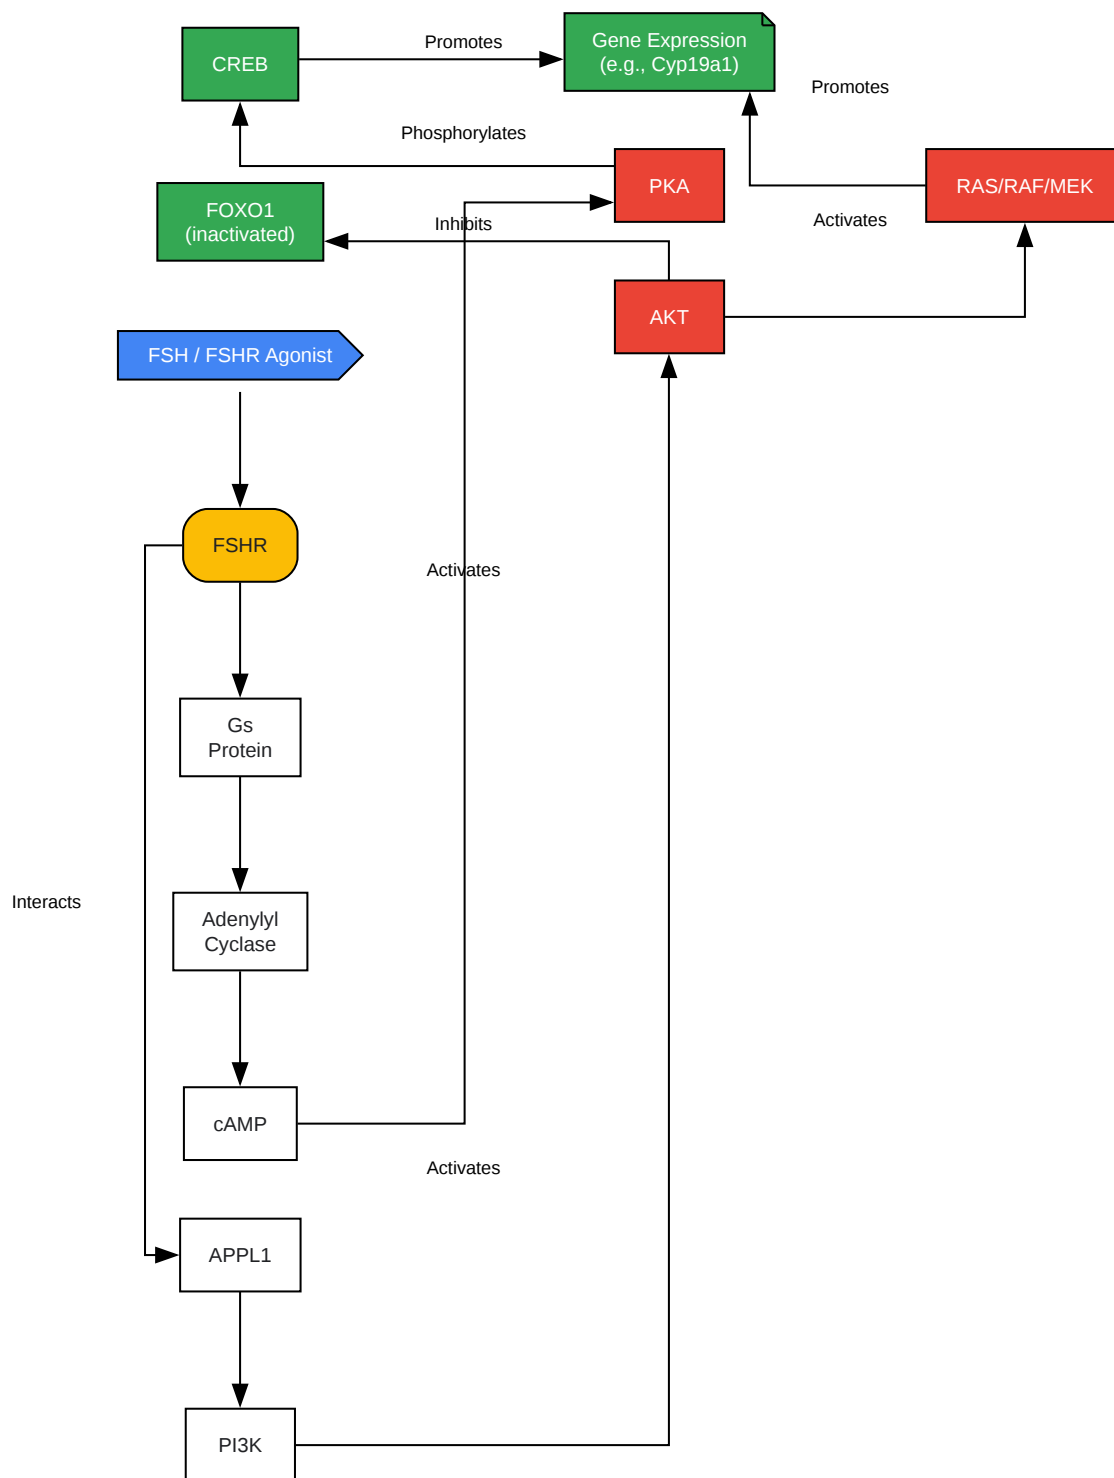 Promotes
Gene Expression
(e.g., Cyp19a1)
CREB
Promotes
Phosphorylates
PKA
RAS/RAF/MEK
FOXO1
(inactivated)
Inhibits
Activates
AKT
FSH / FSHR Agonist
FSHR
Activates
Gs
Protein
Interacts
Adenylyl
Cyclase
cAMP
Activates
APPL1
PI3K